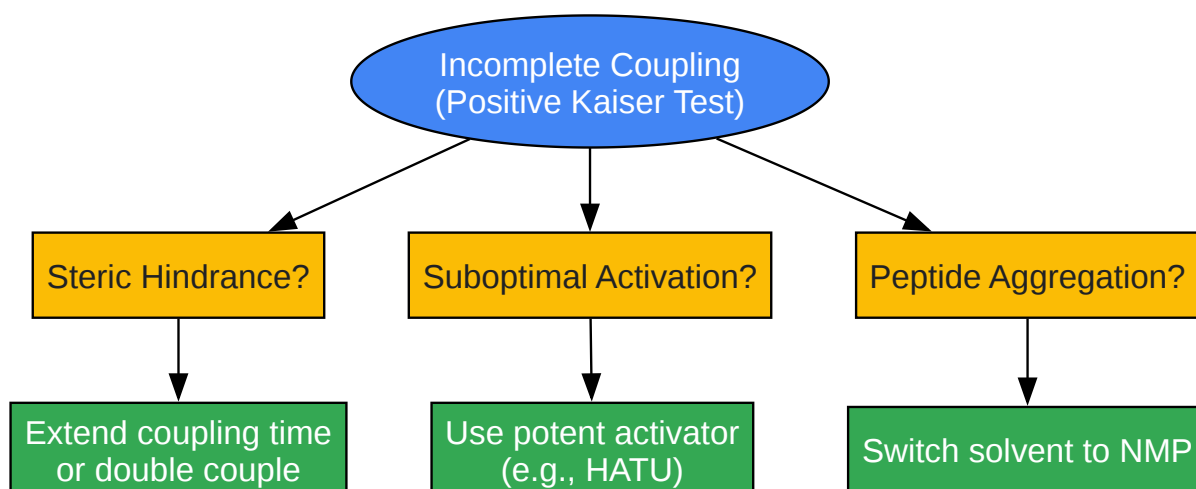 Incomplete Coupling
(Positive Kaiser Test)
Steric Hindrance?
Suboptimal Activation?
Peptide Aggregation?
Extend coupling time
or double couple
Use potent activator
(e.g., HATU)
Switch solvent to NMP